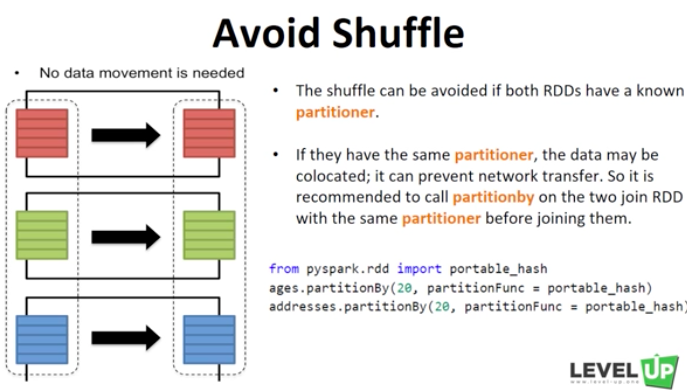 Avoid Shuffle
• No data movement is needed
• The shuffle can be avoided if both RDDs have a known
partitioner.
• If they have the same partitioner, the data may be
colocated; it can prevent network transfer. So it is
recommended to call partitionby on the two join RDD
with the same partitioner before joining them.
from pyspark.rdd import portable_hash
ages.partitionBy(20, partitionFunc = portable_hash)
addresses.partitionBy(20, partitionFunc = portable_hash)
LEVEL UP
www.level-up.one